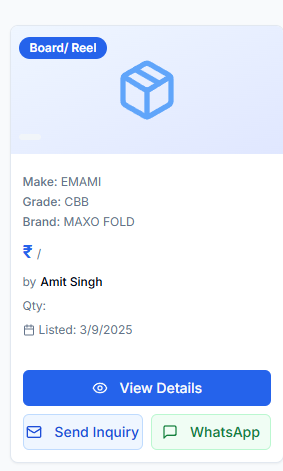 Board/ Reel
Make: EMAMI
Grade: CBB
Brand: MAXO FOLD
₹ /
by Amit Singh
Qty:
Listed: 3/9/2025
View Details
Send Inquiry
WhatsApp